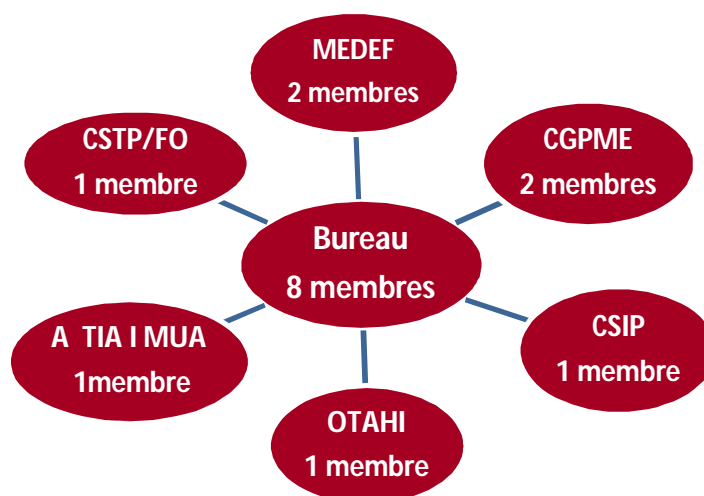 MEDEF
2 membres
CSTP/FO
1 membre
CGPME
2 membres
Bureau
8 membres
A TIA I MUA
1membre
CSIP
1 membre
OTAHI
1 membre